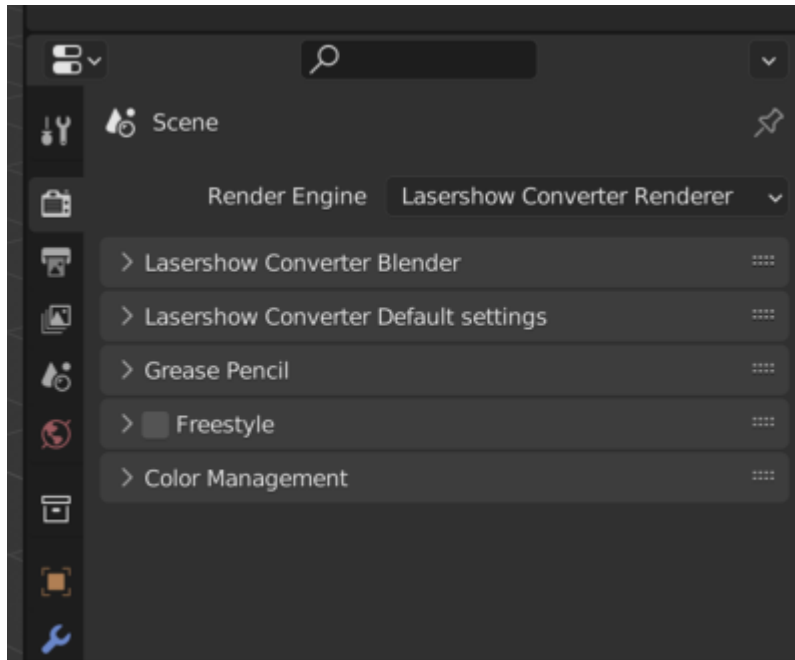 Scene
Render Engine Lasershow Converter Renderer
Lasershow Converter Blender
Lasershow Converter Default settings
Grease Pencil
Freestyle
Color Management